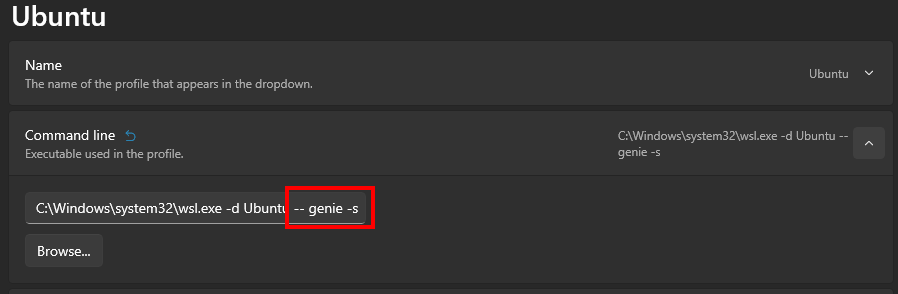 Ubuntu
Name
The name of the profile that appears in the dropdown.
Ubuntu
Command line
Executable used in the profile.
C:\Windows\system32\wsl.exe -d Ubuntu --
genie -s
C:\Windows\system32\wsl.exe -d Ubuntu -- genie -s
Browse...